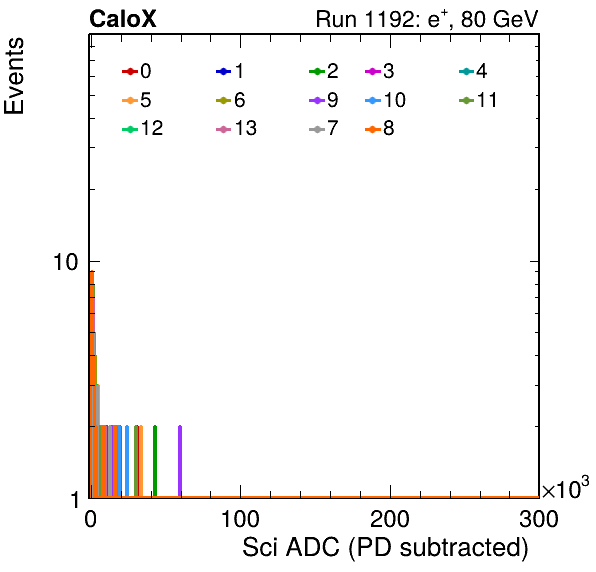 CaloX Run 1192: e⁺, 80 GeV
Events
0 1 2 3 4
5 6 9 10 11
12 13 7 8
10
1
0 100 200 300
×10³
Sci ADC (PD subtracted)